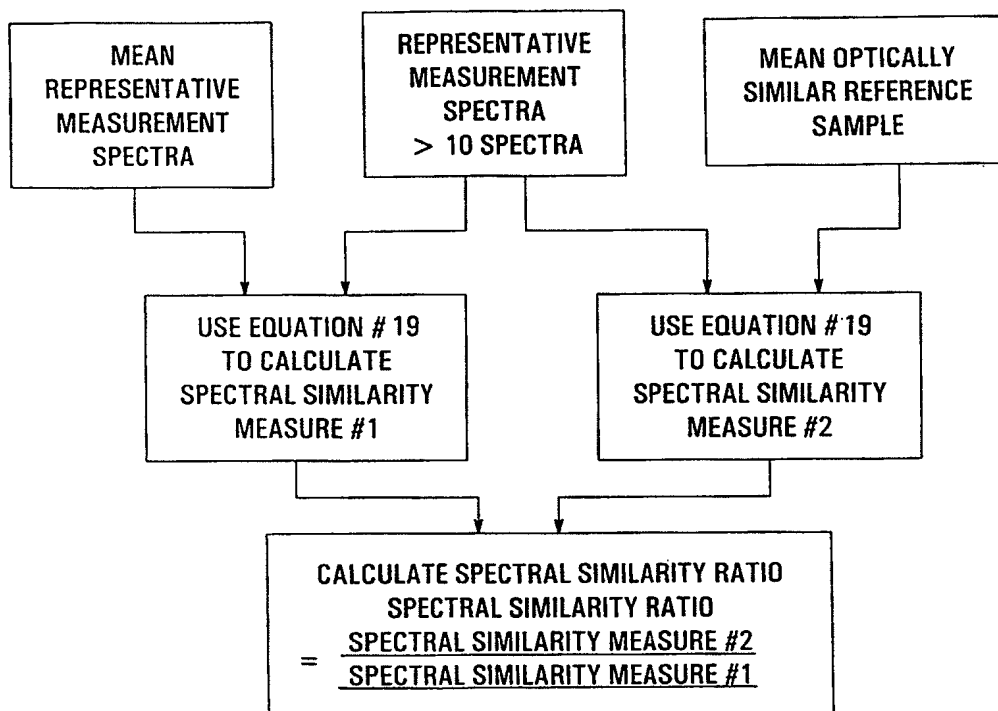 MEAN
REPRESENTATIVE
MEASUREMENT
SPECTRA
REPRESENTATIVE
MEASUREMENT
SPECTRA
> 10 SPECTRA
MEAN OPTICALLY
SIMILAR REFERENCE
SAMPLE
USE EQUATION # 19
TO CALCULATE
SPECTRAL SIMILARITY
MEASURE #1
USE EQUATION # 19
TO CALCULATE
SPECTRAL SIMILARITY
MEASURE #2
CALCULATE SPECTRAL SIMILARITY RATIO
SPECTRAL SIMILARITY RATIO
= SPECTRAL SIMILARITY MEASURE #2
SPECTRAL SIMILARITY MEASURE #1